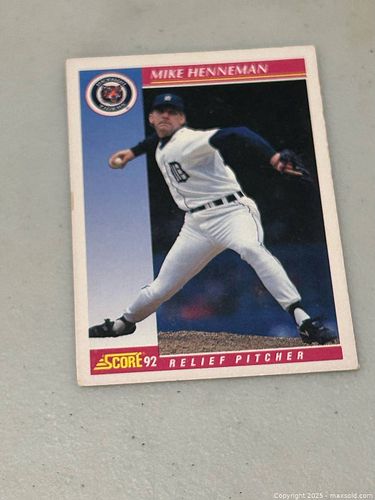 MIKE HENNEMAN
SCORE '92 RELIEF PITCHER
Copyright 2025 - maxsold.com